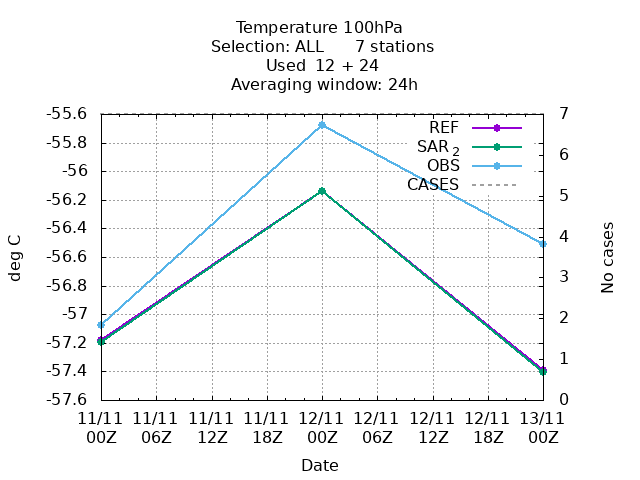 Temperature 100hPa
Selection: ALL 7 stations
Used 12 + 24
Averaging window: 24h
-55.6
-55.8
-56
-56.2
-56.4
-56.6
-56.8
-57
-57.2
-57.4
-57.6
deg C
7
6
5
4
3
2
1
0
No cases
REF
SAR 2
OBS
CASES
11/11 11/11 11/11 11/11 12/11 12/11 12/11 12/11 13/11
00Z 06Z 12Z 18Z 00Z 06Z 12Z 18Z 00Z
Date